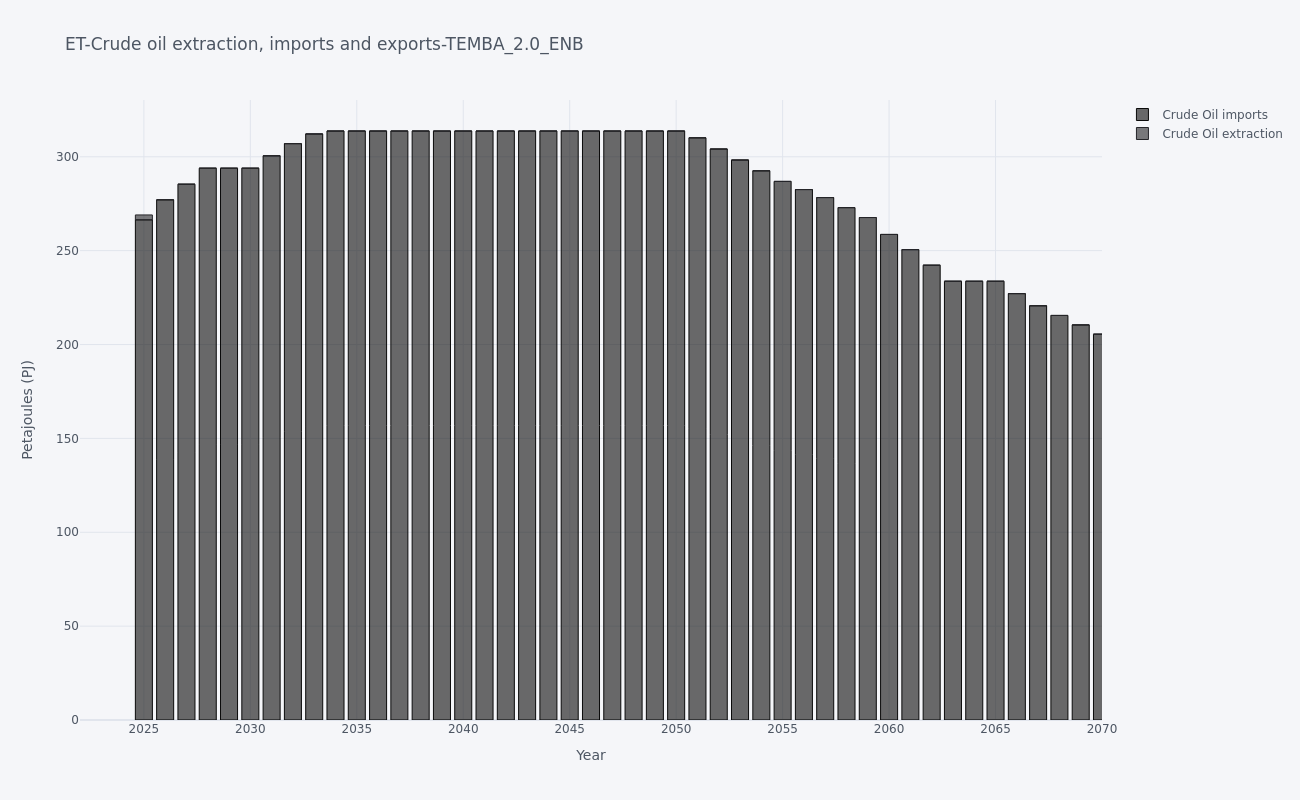 ET-Crude oil extraction, imports and exports-TEMBA_2.0_ENB
Crude Oil imports
Crude Oil extraction
300
250
200
150
100
50
0
Petajoules (PJ)
2025 2030 2035 2040 2045 2050 2055 2060 2065 2070
Year